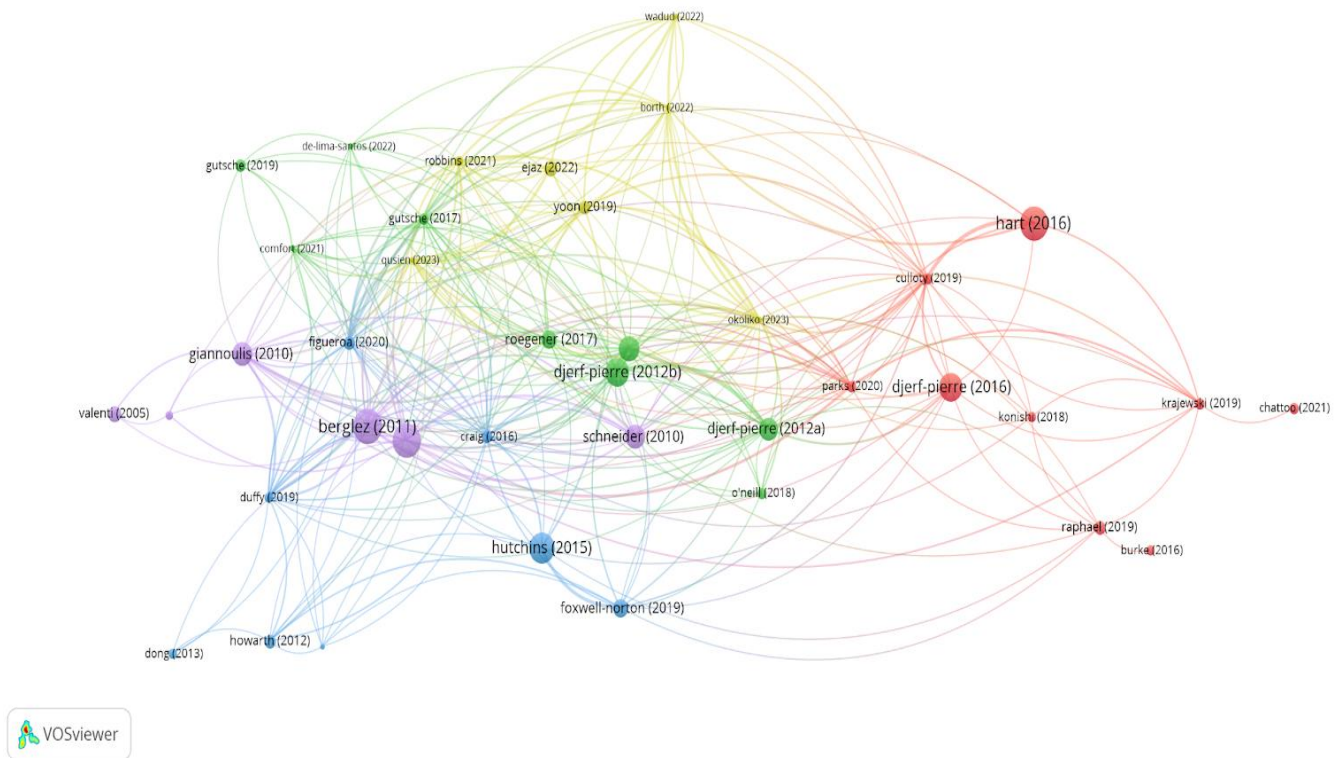 wadud (2022)
borth (2022)
de-lima-santos (2022)
gutsche (2019)
robbins (2021)
ejaz (2022)
yoon (2019)
gutsche (2017)
hart (2016)
comfort (2021)
qusien (2023)
culloty (2019)
okoliko (2023)
roegener (2017)
figueroa (2020)
giannoulis (2010)
djerf-pierre (2012b)
parks (2020)
djerf-pierre (2016)
krajewski (2019)
chattoo (2021)
valenti (2005)
konishi (2018)
berglez (2011)
craig (2016)
schneider (2010)
djerf-pierre (2012a)
duffy (2019)
o'neill (2018)
raphael (2019)
hutchins (2015)
burke (2016)
foxwell-norton (2019)
howarth (2012)
dong (2013)
VOSviewer